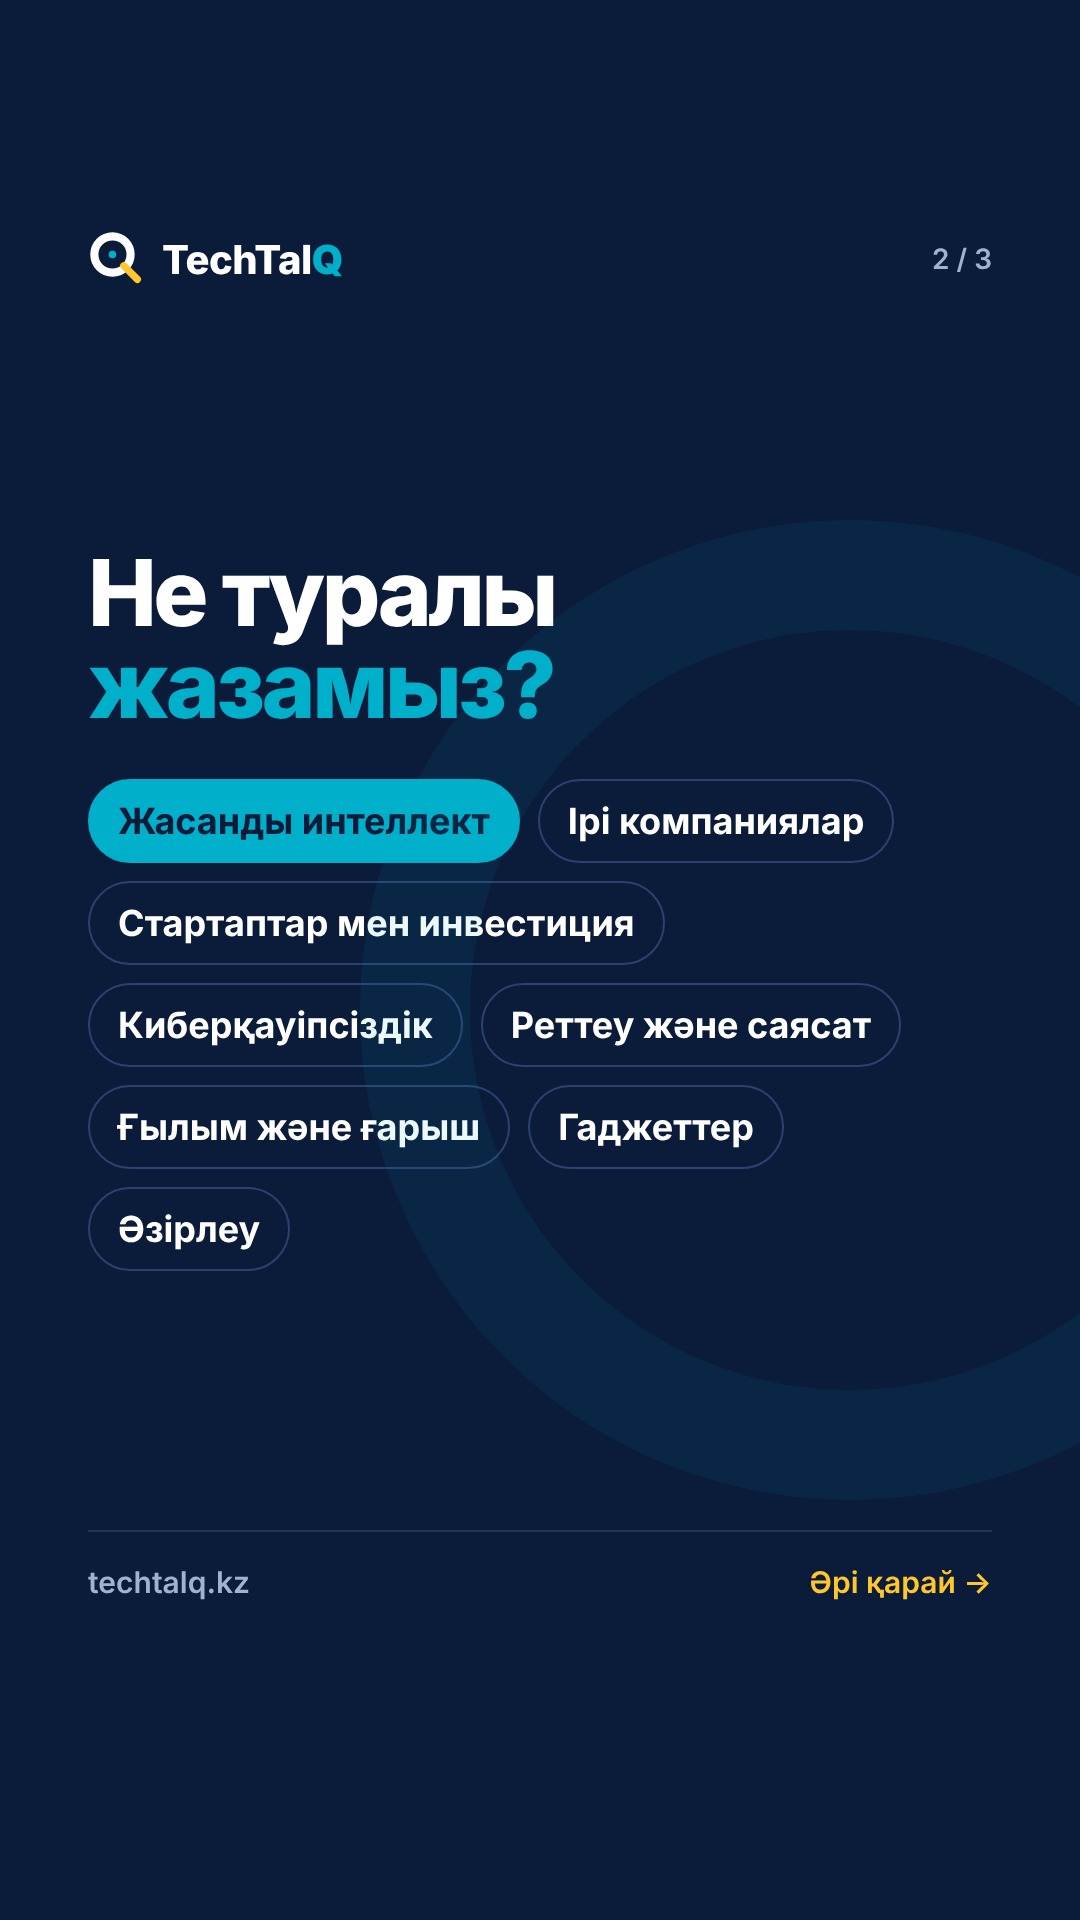 TechTalQ
2 / 3
Не туралы
жазамыз?
Жасанды интеллект
Ірі компаниялар
Стартаптар мен инвестиция
Киберқауіпсіздік
Реттеу және саясат
Ғылым және ғарыш
Гаджеттер
Әзірлеу
techtalq.kz
Әрі қарай →